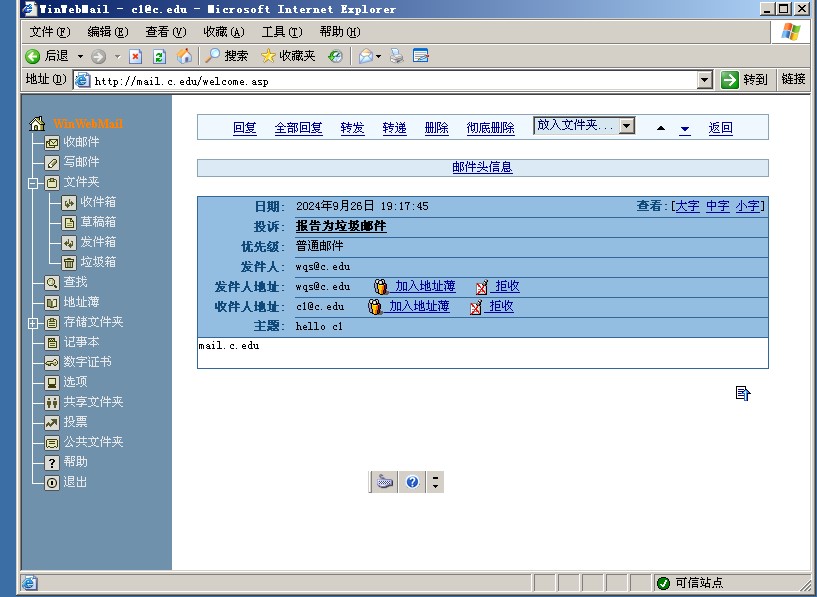 WinWebMail - c1@c.edu - Microsoft Internet Explorer
文件(F) 编辑(E) 查看(V) 收藏(A) 工具(T) 帮助(H)
后退 搜索 收藏夹
地址(D) http://mail.c.edu/welcome.asp 转到 链接
WinWebMail
收邮件
写邮件
文件夹
收件箱
草稿箱
发件箱
垃圾箱
查找
地址薄
存储文件夹
记事本
数字证书
选项
共享文件夹
投票
公共文件夹
帮助
退出
回复 全部回复 转发 转递 删除 彻底删除 放入文件夹... 返回
邮件头信息
日期: 2024年9月26日 19:17:45 查看:[大字 中字 小字]
投诉: 报告为垃圾邮件
优先级: 普通邮件
发件人: wqs@c.edu
发件人地址: wqs@c.edu 加入地址薄 拒收
收件人地址: c1@c.edu 加入地址薄 拒收
主题: hello c1
mail.c.edu
可信站点